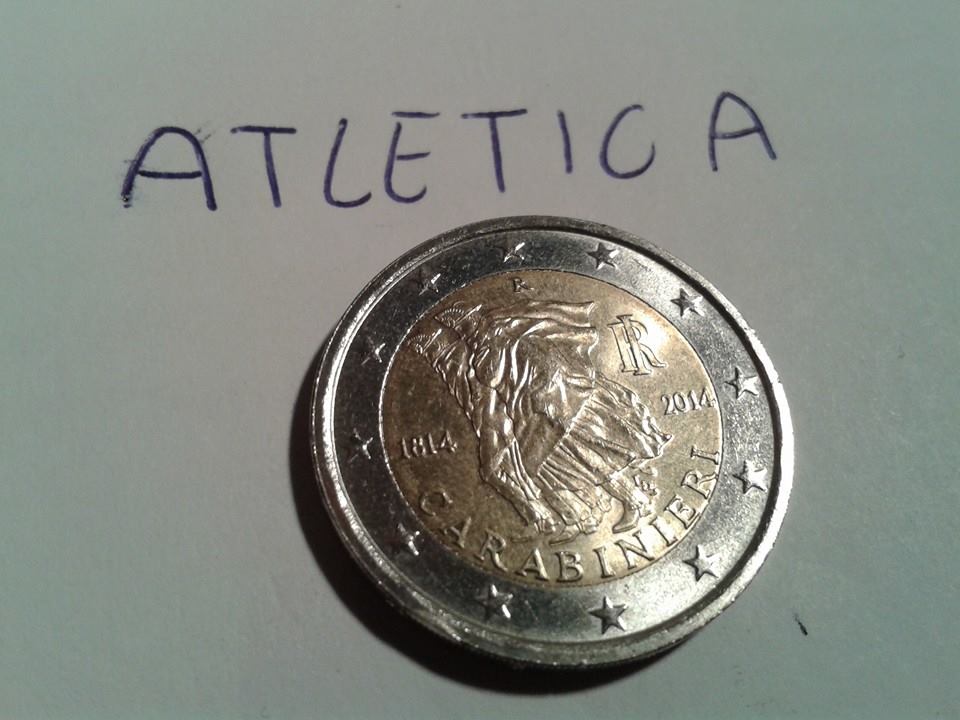 ATLETICA
R
RI
1814 2014
CARABINIERI